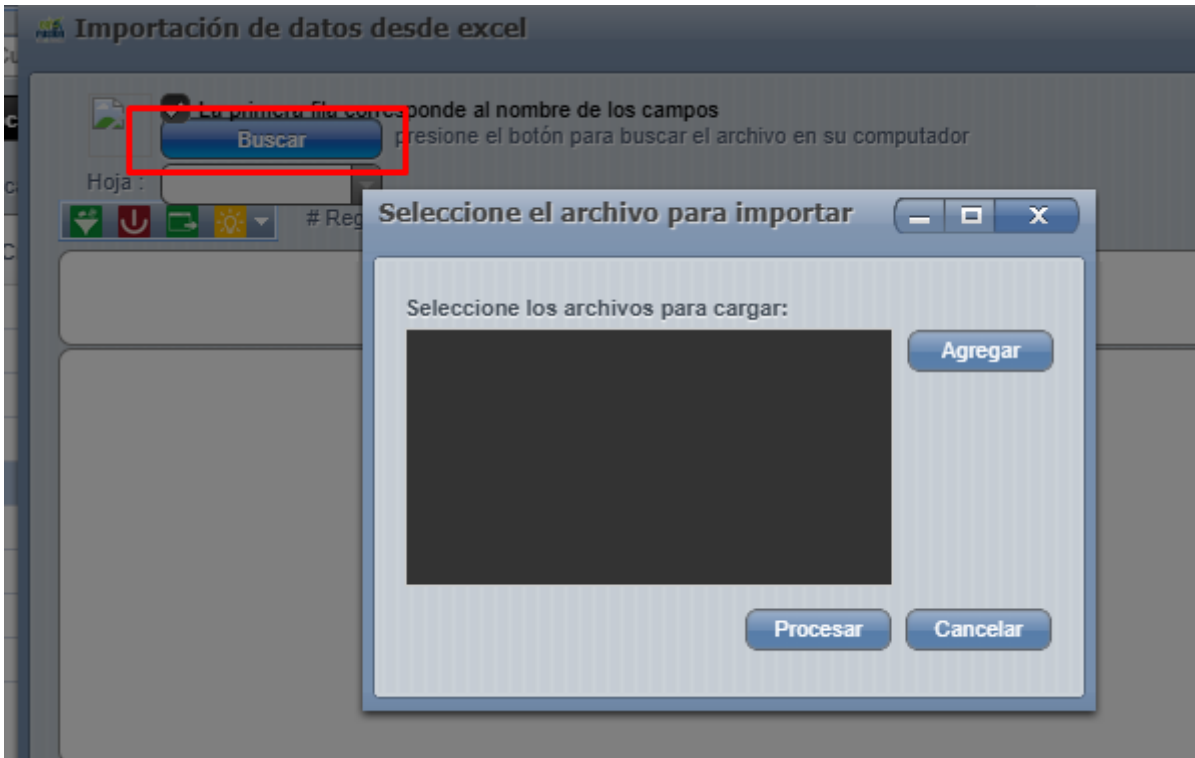 Importación de datos desde excel
La primera fila corresponde al nombre de los campos
Buscar presione el botón para buscar el archivo en su computador
Hoja :
# Reg
Seleccione el archivo para importar
X
Seleccione los archivos para cargar:
Agregar
Procesar Cancelar